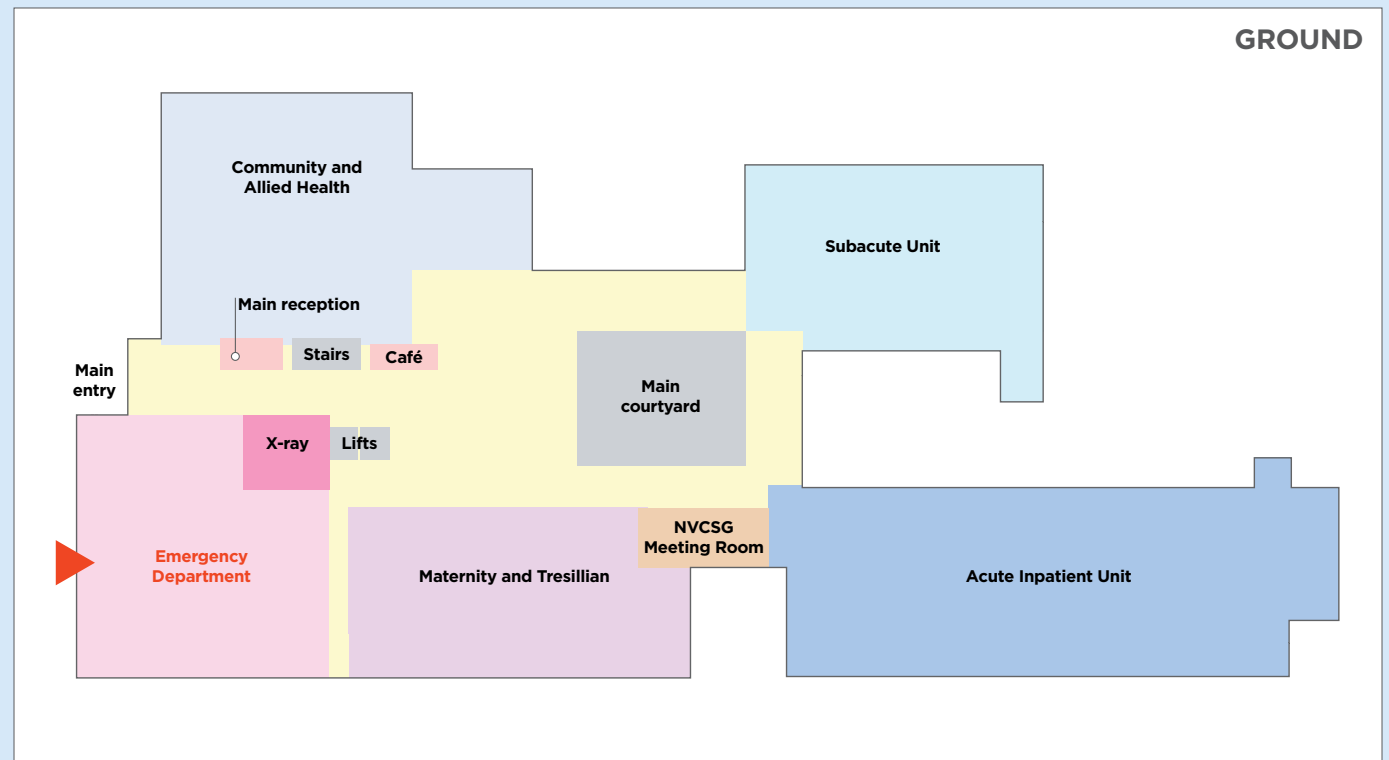 GROUND
Community and
Allied Health
Subacute Unit
Main reception
Stairs
Café
Main
entry
Main
courtyard
X-ray
Lifts
NVCSG
Meeting Room
Emergency
Department
Maternity and Tresillian
Acute Inpatient Unit